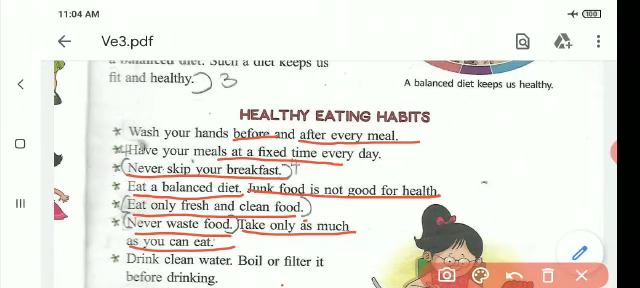 11:04 AM
100
Ve3.pdf
a balanced diet. Such a diet keeps us
fit and healthy. 3
A balanced diet keeps us healthy.
HEALTHY EATING HABITS
* Wash your hands before and after every meal.
* Have your meals at a fixed time every day.
* Never skip your breakfast.
* Eat a balanced diet. Junk food is not good for health.
* Eat only fresh and clean food.
* Never waste food. Take only as much
as you can eat.
* Drink clean water. Boil or filter it
before drinking.